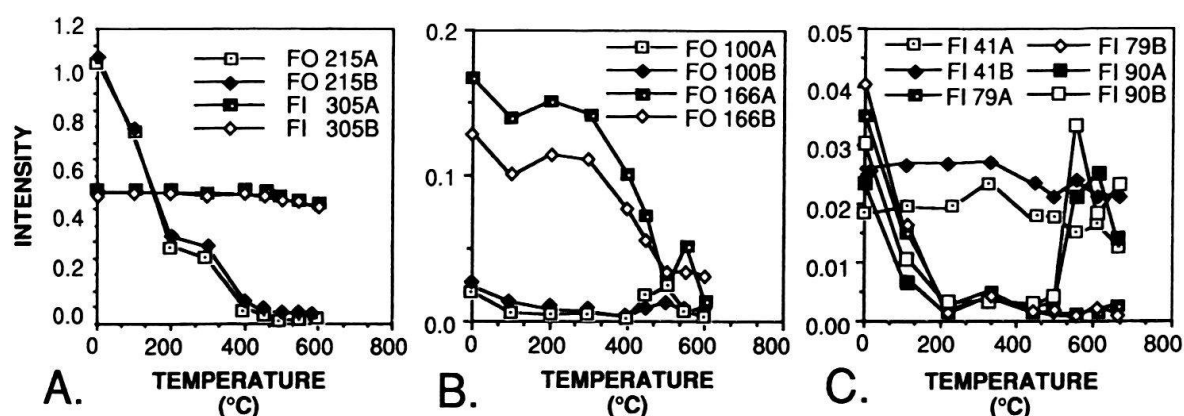 INTENSITY
1.2
1.0
0.8
0.6
0.4
0.2
0.0
FO 215A
FO 215B
FI 305A
FI 305B
0 200 400 600 800
TEMPERATURE
(°C)
A.
0.2
0.1
0.0
FO 100A
FO 100B
FO 166A
FO 166B
0 200 400 600 800
TEMPERATURE
(°C)
B.
0.05
0.04
0.03
0.02
0.01
0.00
FI 41A FI 79B
FI 41B FI 90A
FI 79A FI 90B
0 200 400 600 800
TEMPERATURE
(°C)
C.